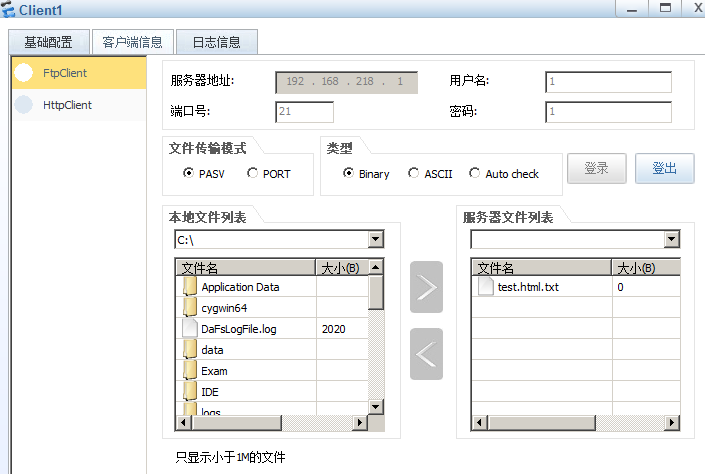 Client1
基础配置 客户端信息 日志信息
FtpClient
HttpClient
服务器地址: 192 . 168 . 218 . 1 用户名: 1
端口号: 21 密码: 1
文件传输模式 类型
PASV PORT Binary ASCII Auto check 登录 登出
本地文件列表 服务器文件列表
C:\
文件名 大小(B) 文件名 大小(B)
Application Data test.html.txt 0
cygwin64
DaFsLogFile.log 2020
data
Exam
IDE
logs
只显示小于1M的文件